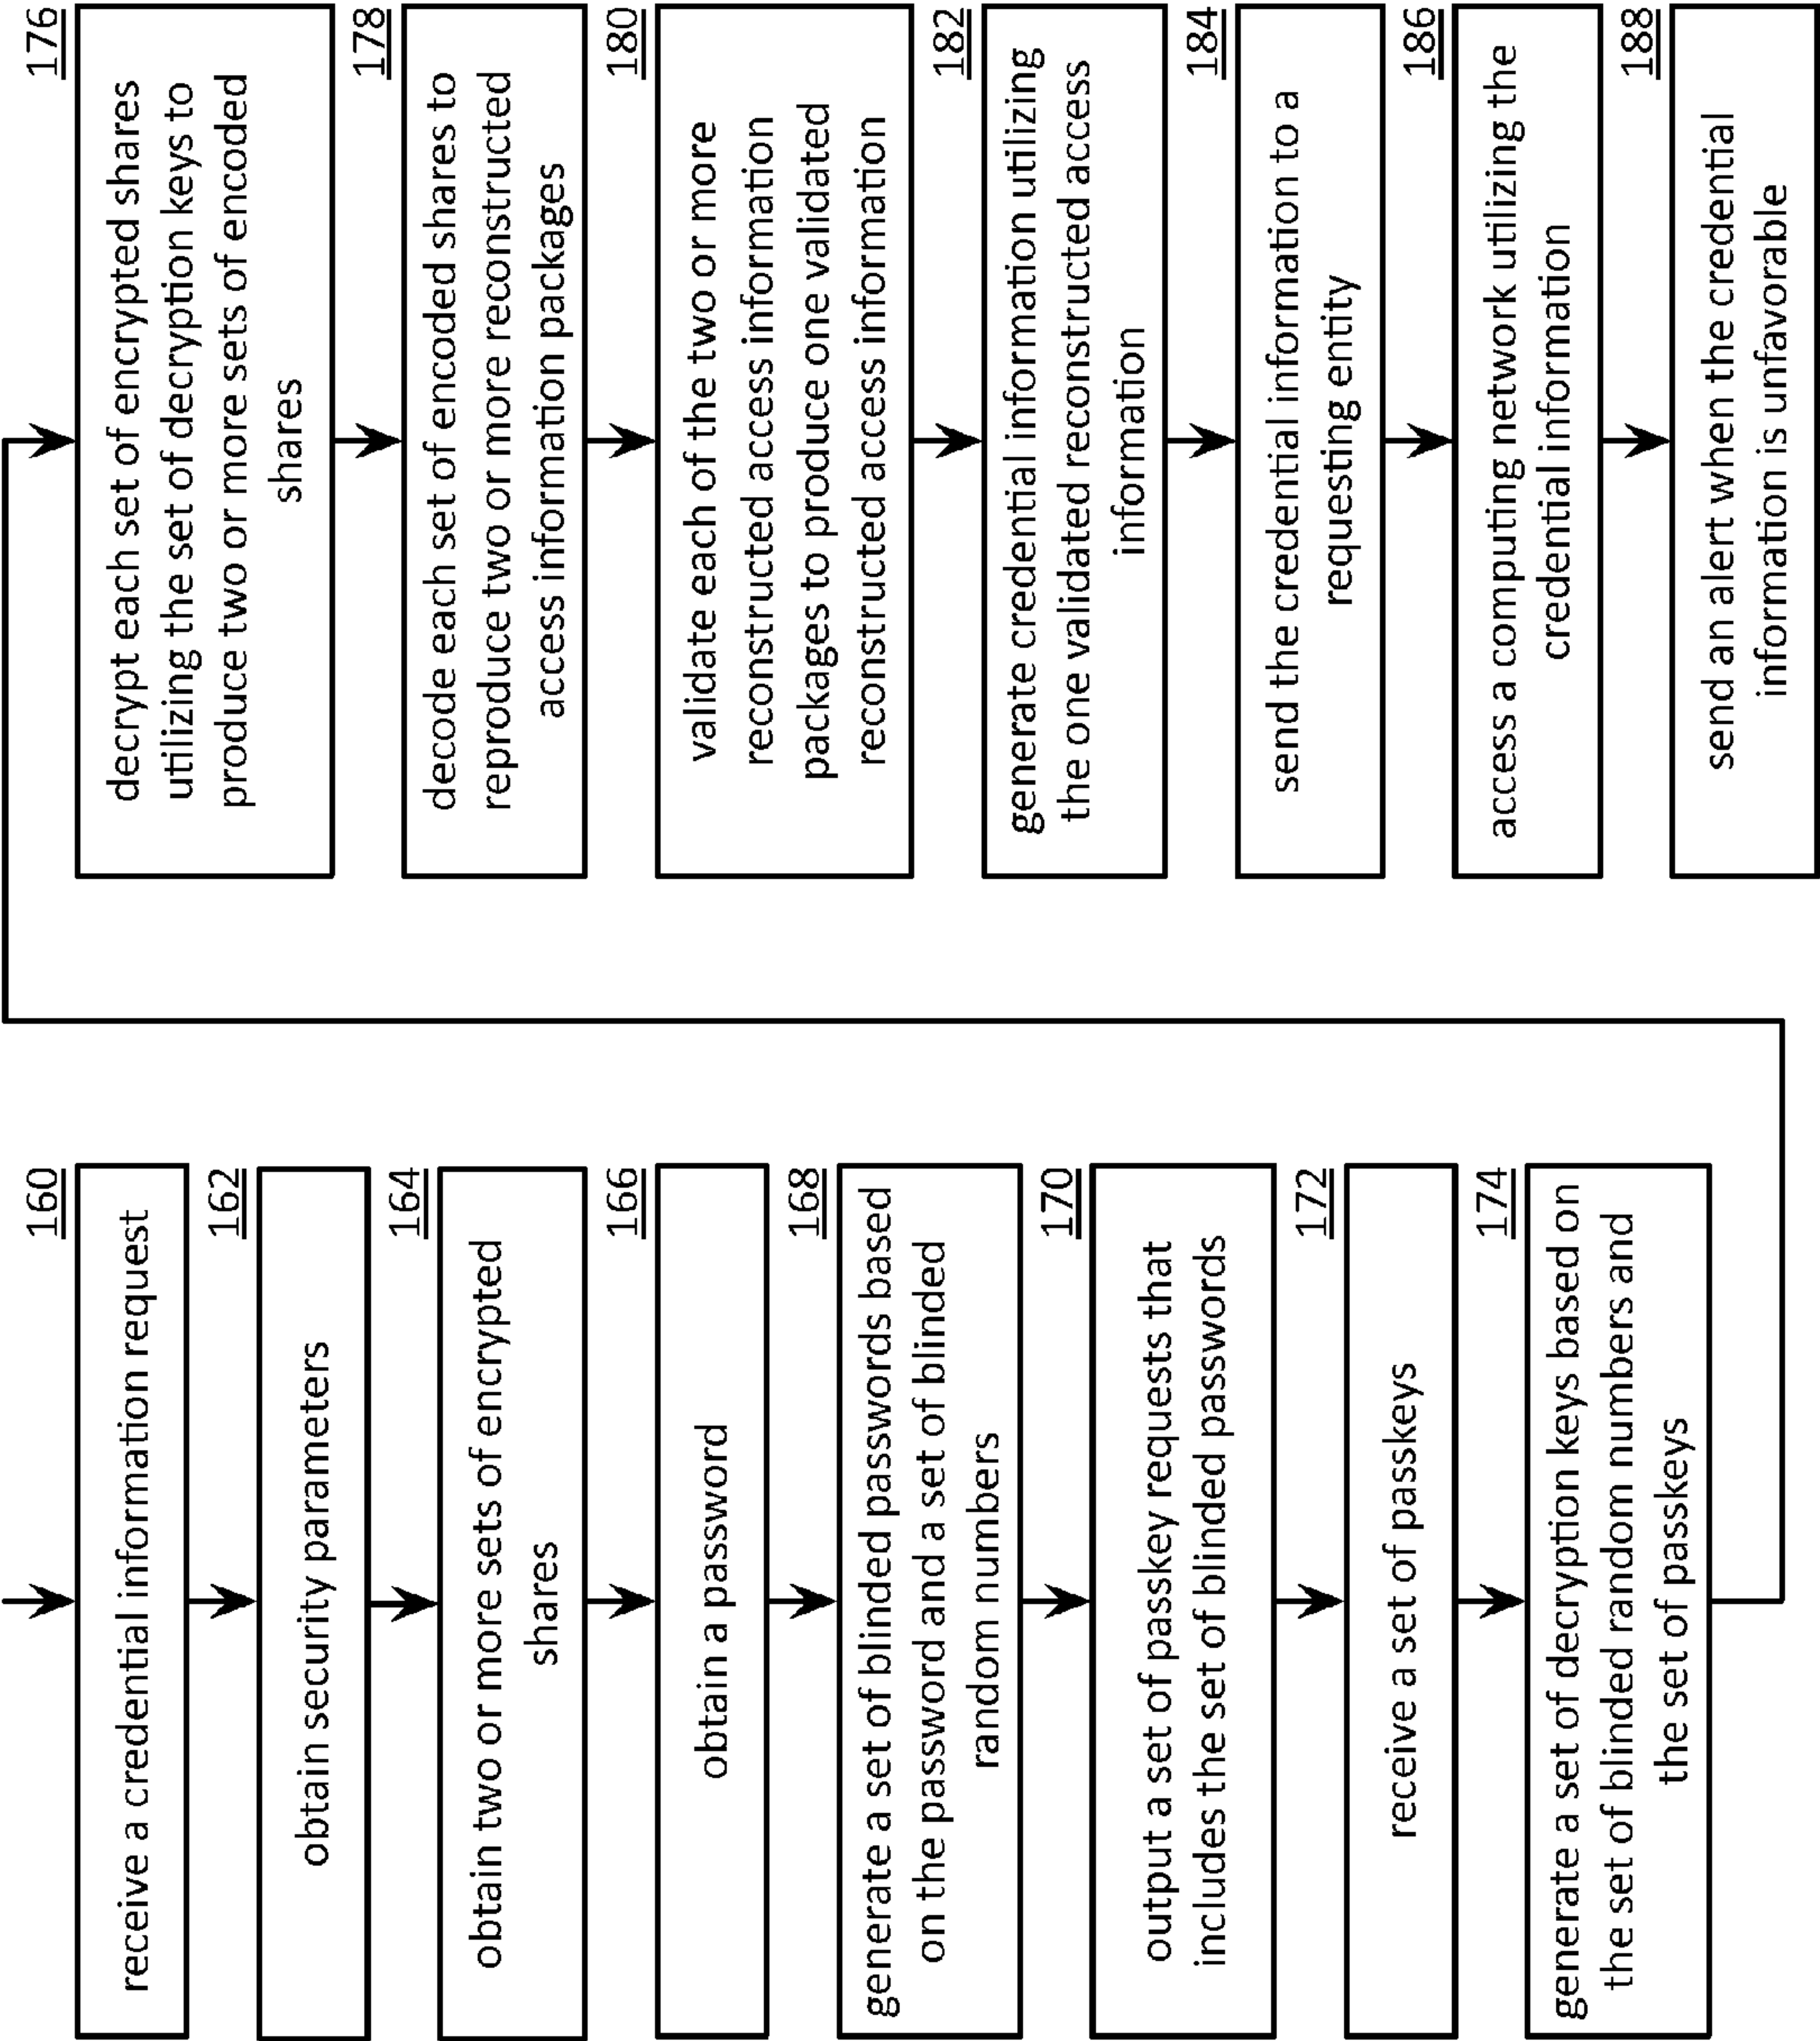 160
receive a credential information request
162
obtain security parameters
164
obtain two or more sets of encrypted
shares
166
obtain a password
168
generate a set of blinded passwords based
on the password and a set of blinded
random numbers
170
output a set of passkey requests that
includes the set of blinded passwords
172
receive a set of passkeys
174
generate a set of decryption keys based on
the set of blinded random numbers and
the set of passkeys
176
decrypt each set of encrypted shares
utilizing the set of decryption keys to
produce two or more sets of encoded
shares
178
decode each set of encoded shares to
reproduce two or more reconstructed
access information packages
180
validate each of the two or more
reconstructed access information
packages to produce one validated
reconstructed access information
182
generate credential information utilizing
the one validated reconstructed access
information
184
send the credential information to a
requesting entity
186
access a computing network utilizing the
credential information
188
send an alert when the credential
information is unfavorable